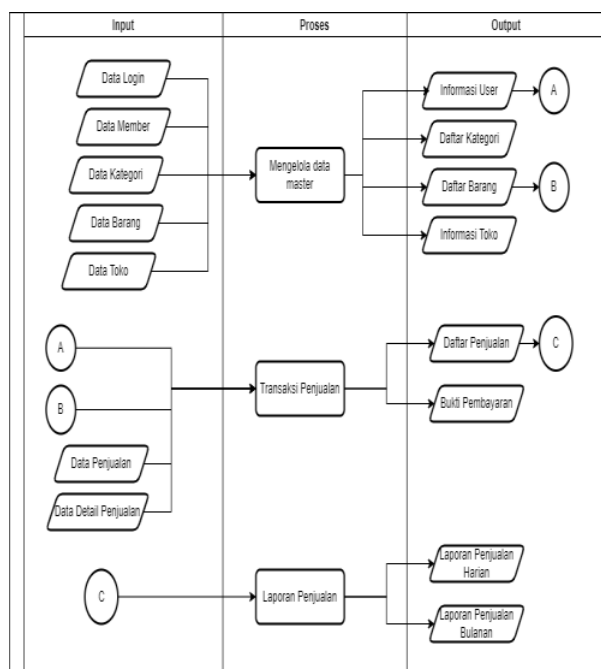 Input
Proses
Output
Data Login
Data Member
Data Kategori
Data Barang
Data Toko
Mengelola data
master
Informasi User
A
Daftar Kategori
Daftar Barang
B
Informasi Toko
A
B
Data Penjualan
Data Detail Penjualan
Transaksi Penjualan
Daftar Penjualan
C
Bukti Pembayaran
C
Laporan Penjualan
Laporan Penjualan
Harian
Laporan Penjualan
Bulanan